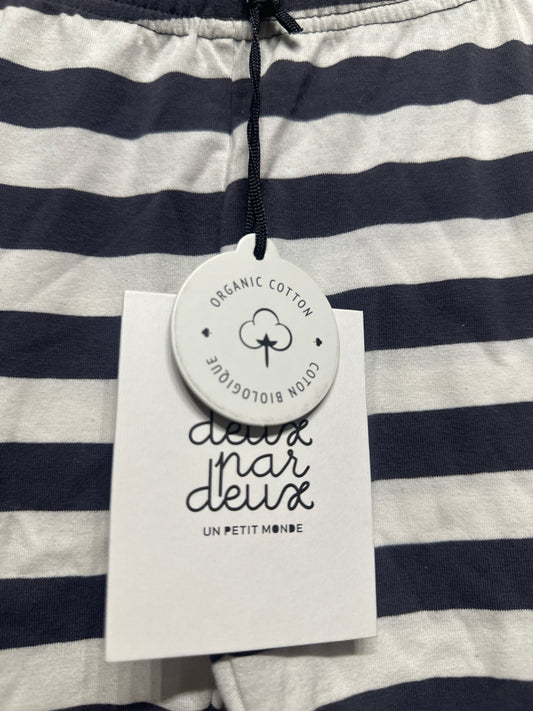 ORGANIC COTTON
COTON BIOLOGIQUE
deux
par
deux
UN PETIT MONDE